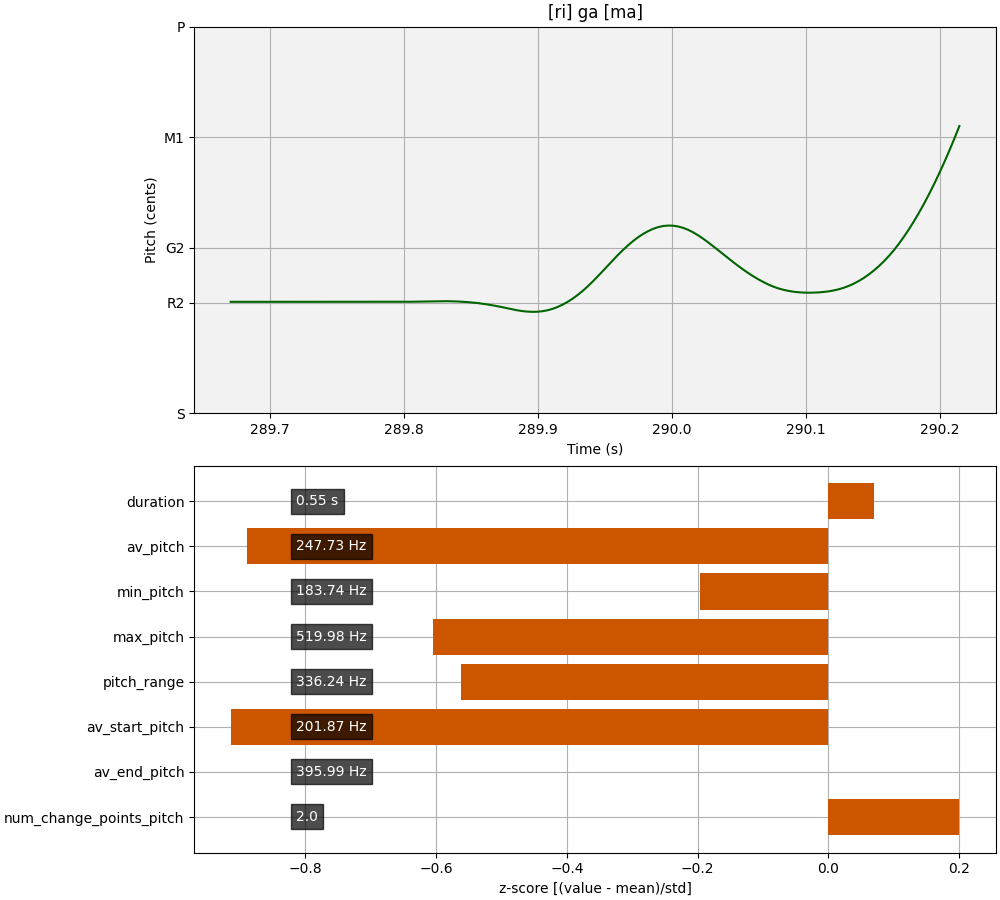 [ri] ga [ma]
P
M1
G2
R2
S
Pitch (cents)
289.7 289.8 289.9 290.0 290.1 290.2
Time (s)
duration 0.55 s
av_pitch 247.73 Hz
min_pitch 183.74 Hz
max_pitch 519.98 Hz
pitch_range 336.24 Hz
av_start_pitch 201.87 Hz
av_end_pitch 395.99 Hz
num_change_points_pitch 2.0
−0.8 −0.6 −0.4 −0.2 0.0 0.2
z-score [(value - mean)/std]